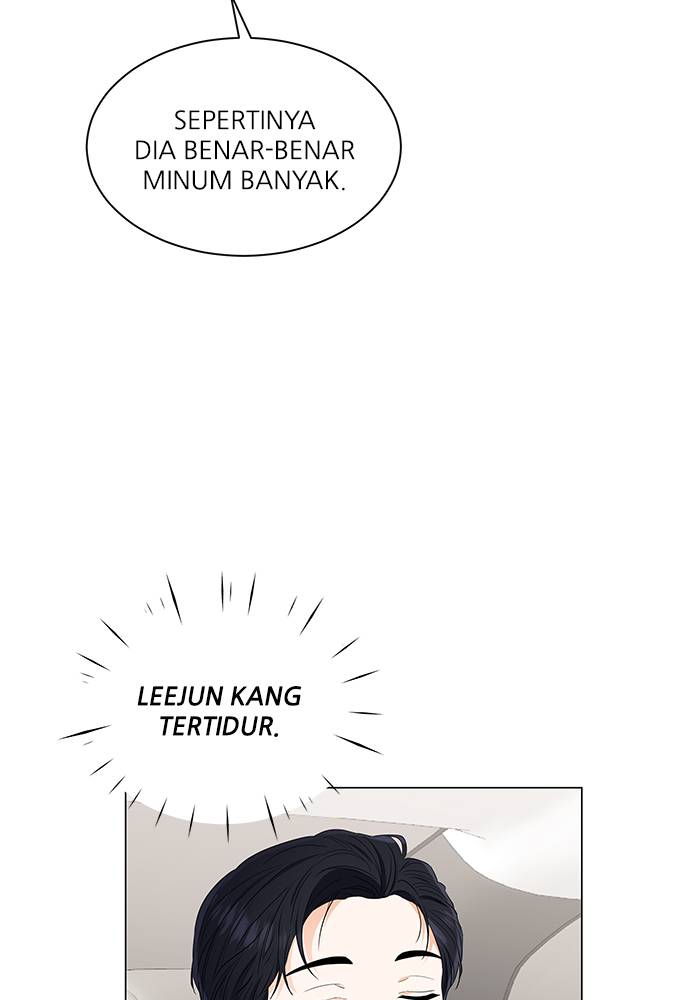 SEPERTINYA
DIA BENAR-BENAR
MINUM BANYAK.
LEEJUN KANG
TERTIDUR.